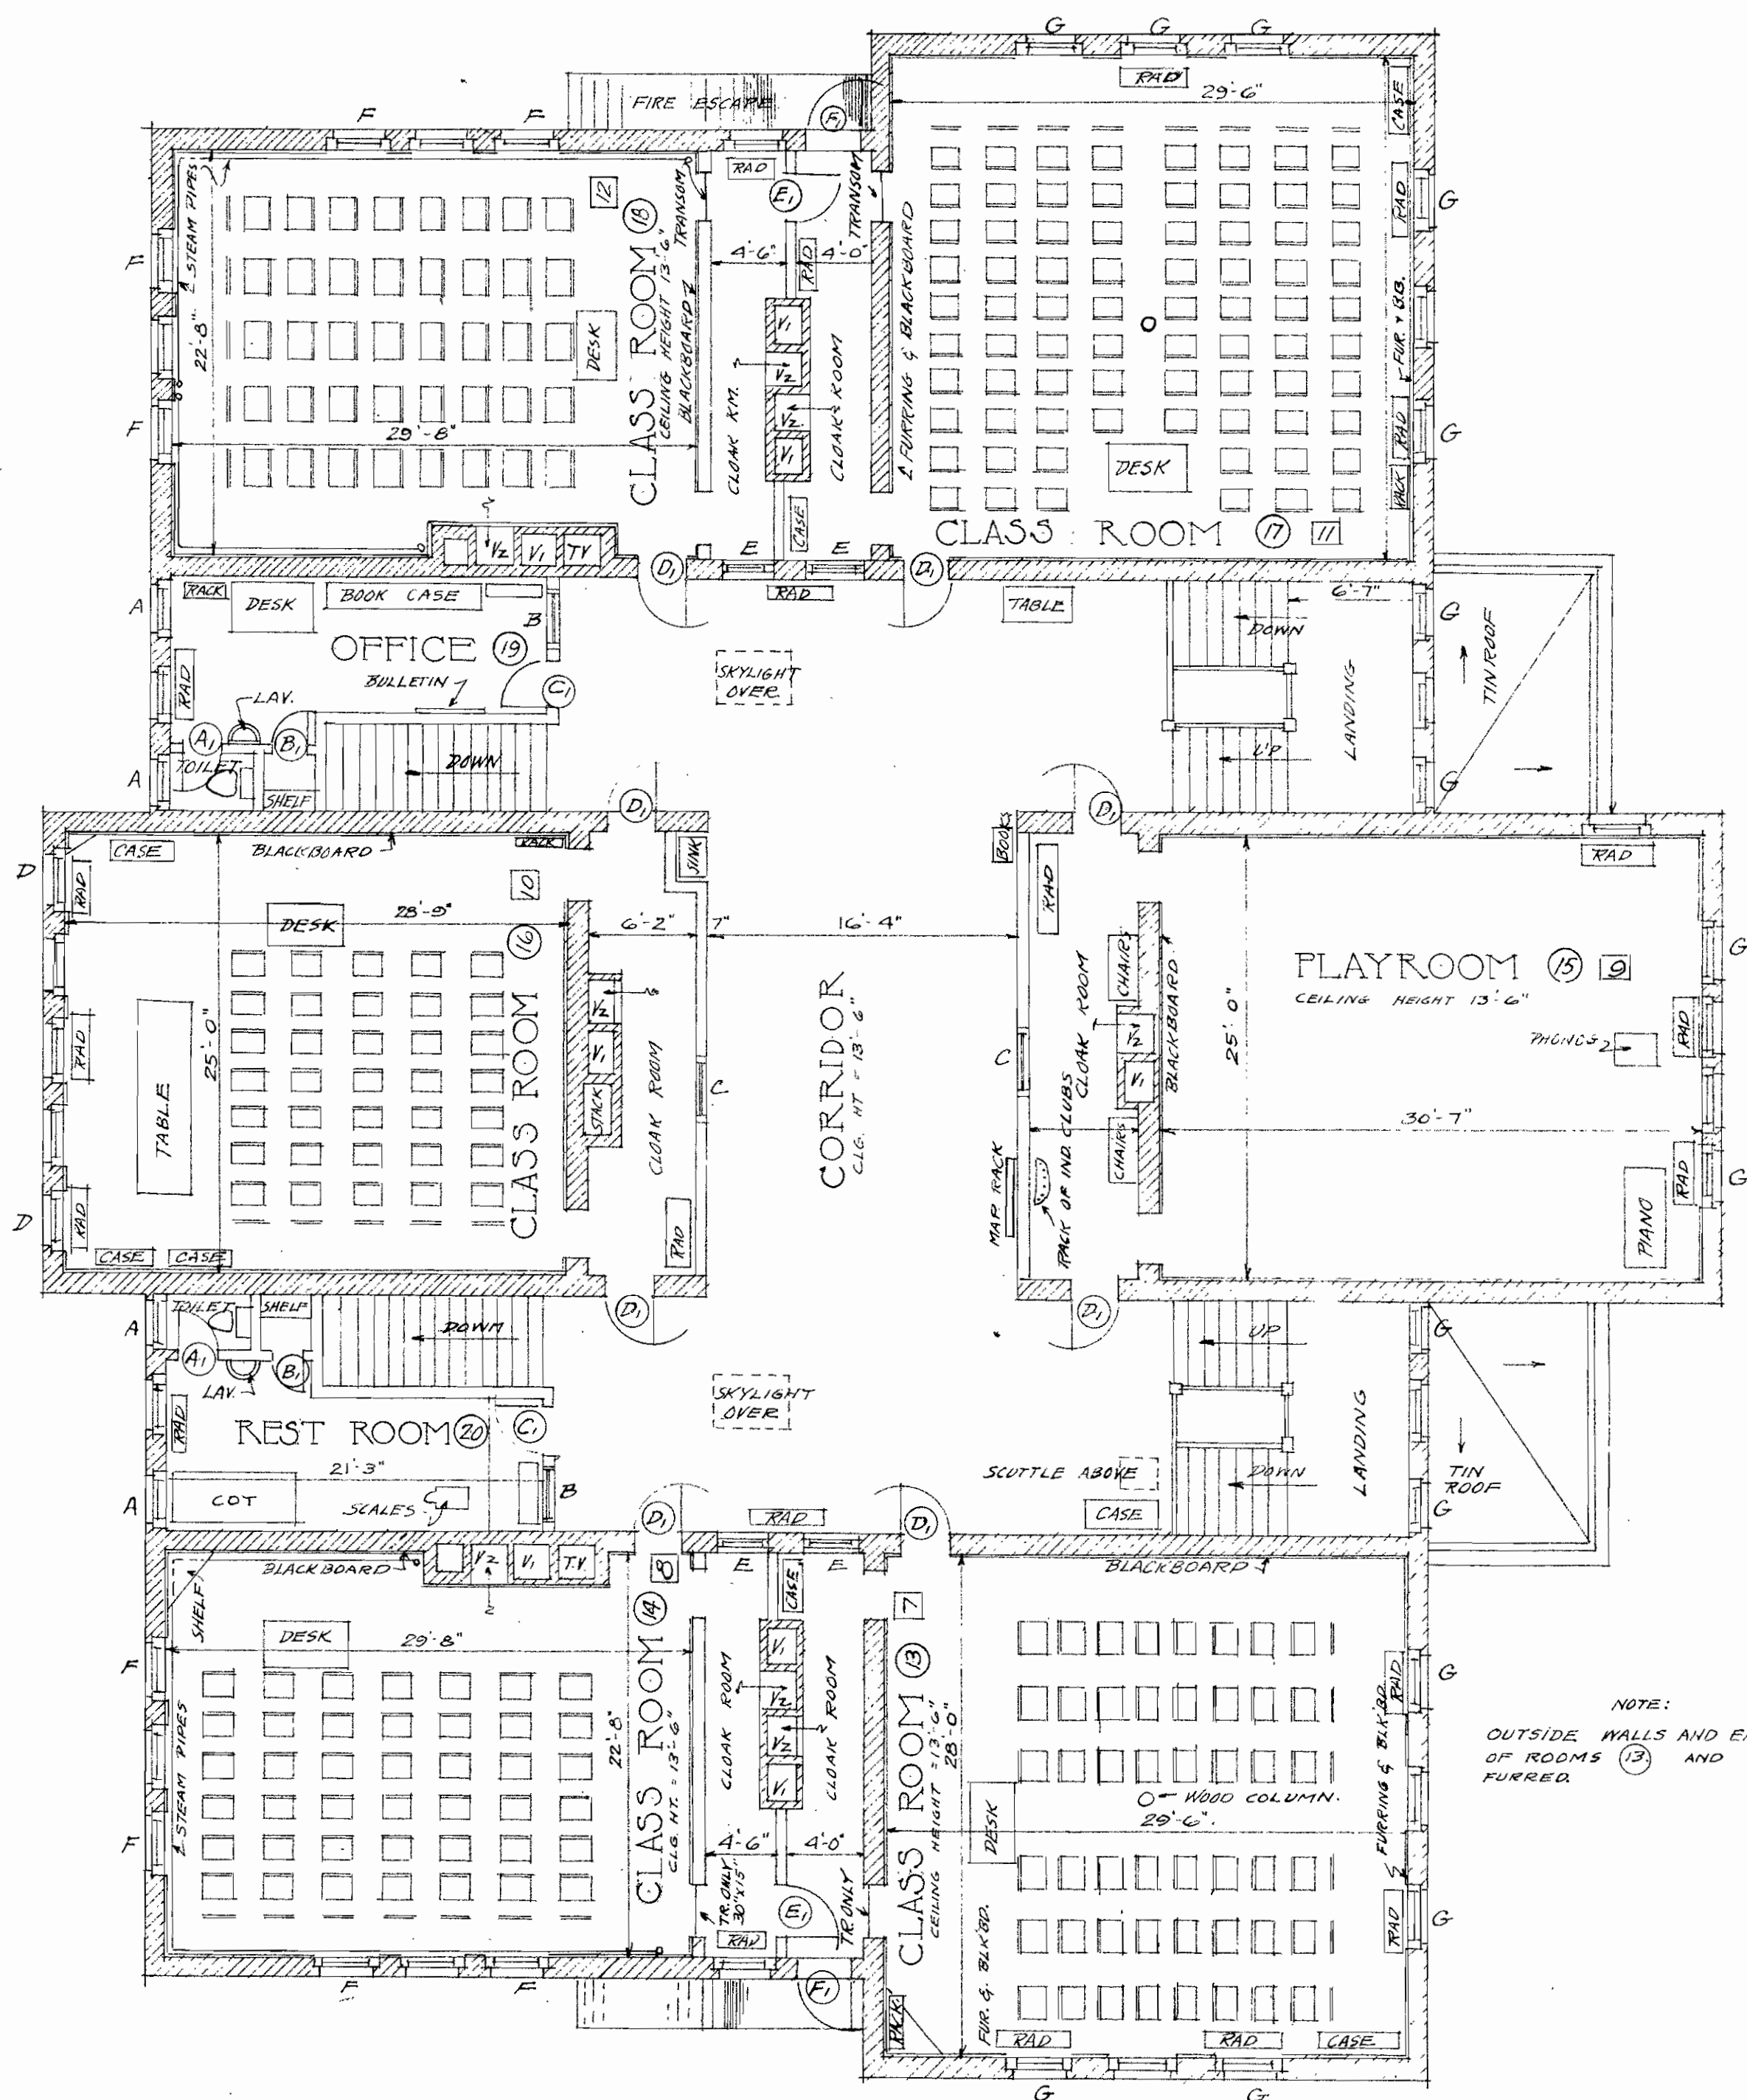 G G G
RAD
29'-6"
CASE
FIRE ESCAPE
F1
F F
2 STEAM PIPES
12
CLASS ROOM 18
CEILING HEIGHT 13'-6"
TRANSOM
RAD
E1
TRANSOM
RAD
G
F
22'-8"
BLACKBOARD
4'-6"
RAD
4'-0"
FURRING & BLACKBOARD
DESK
V1
V2
V2
V1
CLOAK RM.
CLOAK ROOM
FUR. & B.B.
F
29'-8"
RAD
G
DESK
RACK
V2 V1 TV
CASE
CLASS ROOM 17 11
E E
D1 D1
RAD
A
RACK
DESK
BOOK CASE
B
TABLE
6'-7"
G
DOWN
OFFICE 19
BULLETIN
C1
RAD
LAV.
SKYLIGHT
OVER
LANDING
TIN ROOF
A1 B1
TOILET
DOWN
UP
A
SHELF
G
D1 D1
D
CASE
BLACKBOARD
RACK
SINK
BOOKS
RAD
RAD
RAD
10
DESK
28'-9"
16
6'-2" 7" 16'-4"
CHAIRS
G
PLAYROOM 15 9
CEILING HEIGHT 13'-6"
CLOAK ROOM
BLACKBOARD
25'-0"
TABLE
25'-0"
CLASS ROOM
V2
V1
STACK
CLOAK ROOM
C
CORRIDOR
CLG. HT = 13'-6"
C
V2
V1
RAD
RAD
30'-7"
CHAIRS
RACK OF IND. CLUBS
MAP RACK
RAD
G
PIANO
D
RAD
CASE CASE
RAD
D1 D1
A
TOILET
SHELF
DOWN
UP
G
A1 B1
LAV.
RAD
REST ROOM 20
C1
SKYLIGHT
OVER
21'-3"
A
COT
SCALES
B
SCUTTLE ABOVE
DOWN
LANDING
TIN
ROOF
CASE
G
D1
RAD
D1
BLACKBOARD
V2 V1 T.V.
8
E E
CASE
7
BLACKBOARD
SHELF
DESK
29'-8"
14
F
2 STEAM PIPES
22'-8"
CLASS ROOM
CLG. HT. = 13'-6"
CLOAK ROOM
V1
V2
V2
V1
CLOAK ROOM
CLASS ROOM 13
CEILING HEIGHT = 13'-6"
28'-0"
RAD
G
FURRING & BLK'BD.
NOTE:
OUTSIDE WALLS AND
OF ROOMS 13 AND
FURRED.
DESK
WOOD COLUMN.
29'-6".
F
4'-6" 4'-0"
TR. ONLY
30"x15"
E1
TR. ONLY
RAD
RAD
G
F F
F1
FUR. & BLK'BD.
RACK
RAD RAD CASE
G G